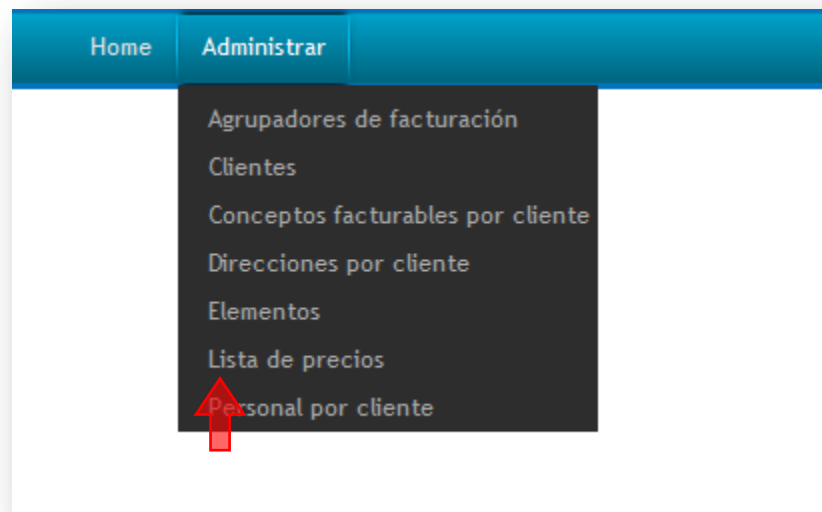 Home Administrar
Agrupadores de facturación
Clientes
Conceptos facturables por cliente
Direcciones por cliente
Elementos
Lista de precios
Personal por cliente